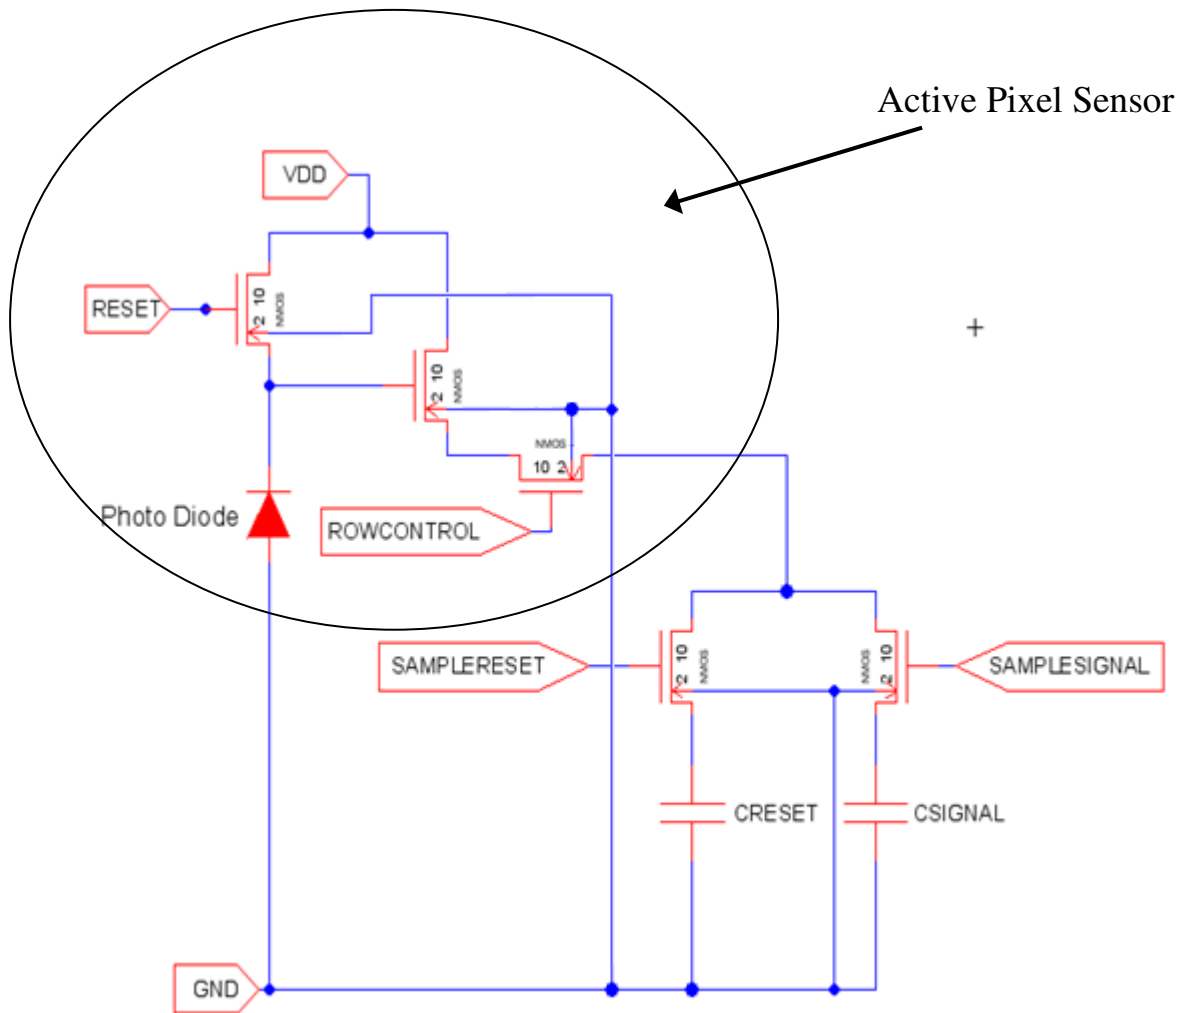 Active Pixel Sensor
VDD
RESET
2 10
NMOS
2 10
NMOS
NMOS
10 2
Photo Diode
ROWCONTROL
SAMPLERESET
2 10
NMOS
NMOS
2 10
SAMPLESIGNAL
CRESET
CSIGNAL
GND